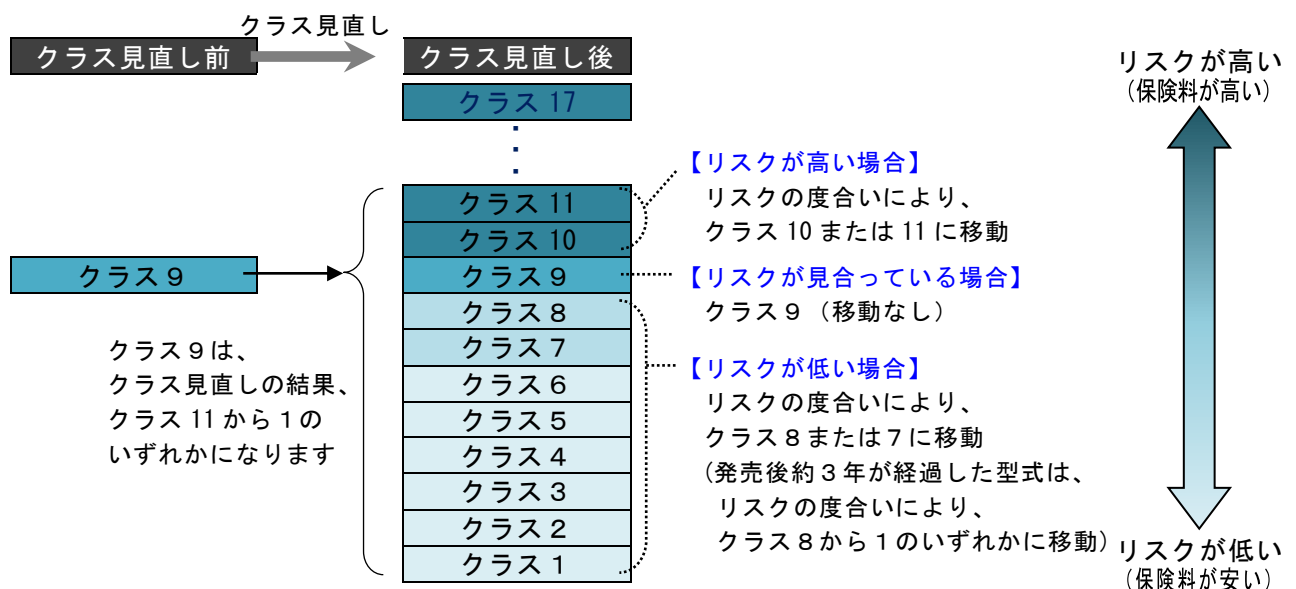 クラス見直し
クラス見直し前
クラス見直し後
クラス 17
クラス 11
クラス 10
クラス９
クラス８
クラス７
クラス６
クラス５
クラス４
クラス３
クラス２
クラス１
クラス９
クラス９は、
クラス見直しの結果、
クラス 11 から１の
いずれかになります
【リスクが高い場合】
リスクの度合いにより、
クラス 10 または 11 に移動
【リスクが見合っている場合】
クラス９（移動なし）
【リスクが低い場合】
リスクの度合いにより、
クラス８または７に移動
(発売後約３年が経過した型式は、
リスクの度合いにより、
クラス８から１のいずれかに移動)
リスクが高い
(保険料が高い)
リスクが低い
(保険料が安い)